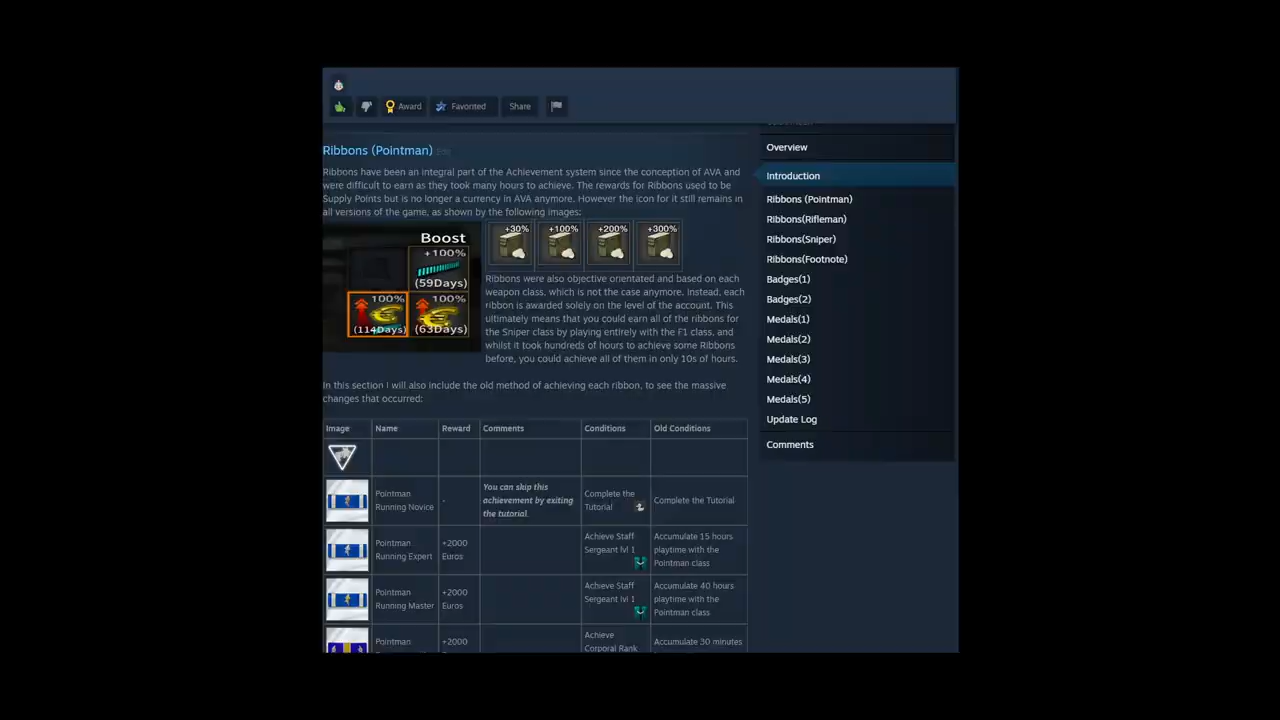 Award
Favorited
Share
Ribbons (Pointman)
Ribbons have been an integral part of the Achievement system since the conception of AVA and
were difficult to earn as they took many hours to achieve. The rewards for Ribbons used to be
Supply Points but is no longer a currency in AVA anymore. However the icon for it still remains in
all versions of the game, as shown by the following images:
Boost
+100%
(59Days)
100%
(114Days)
100%
(63Days)
+30%
+100%
+200%
+300%
Ribbons were also objective orientated and based on each
weapon class, which is not the case anymore. Instead, each
ribbon is awarded solely on the level of the account. This
ultimately means that you could earn all of the ribbons for
the Sniper class by playing entirely with the F1 class, and
whilst it took hundreds of hours to achieve some Ribbons
before, you could achieve all of them in only 10s of hours.
In this section I will also include the old method of achieving each ribbon, to see the massive
changes that occurred:
Image
Name
Reward
Comments
Conditions
Old Conditions
Pointman
Running Novice
-
You can skip this
achievement by exiting
the tutorial.
Complete the
Tutorial
Complete the Tutorial
Pointman
Running Expert
+2000
Euros
Achieve Staff
Sergeant lvl 1
Accumulate 15 hours
playtime with the
Pointman class
Pointman
Running Master
+2000
Euros
Achieve Staff
Sergeant lvl 1
Accumulate 40 hours
playtime with the
Pointman class
Pointman
+2000
Achieve
Corporal Rank
Accumulate 30 minutes
Overview
Introduction
Ribbons (Pointman)
Ribbons(Rifleman)
Ribbons(Sniper)
Ribbons(Footnote)
Badges(1)
Badges(2)
Medals(1)
Medals(2)
Medals(3)
Medals(4)
Medals(5)
Update Log
Comments